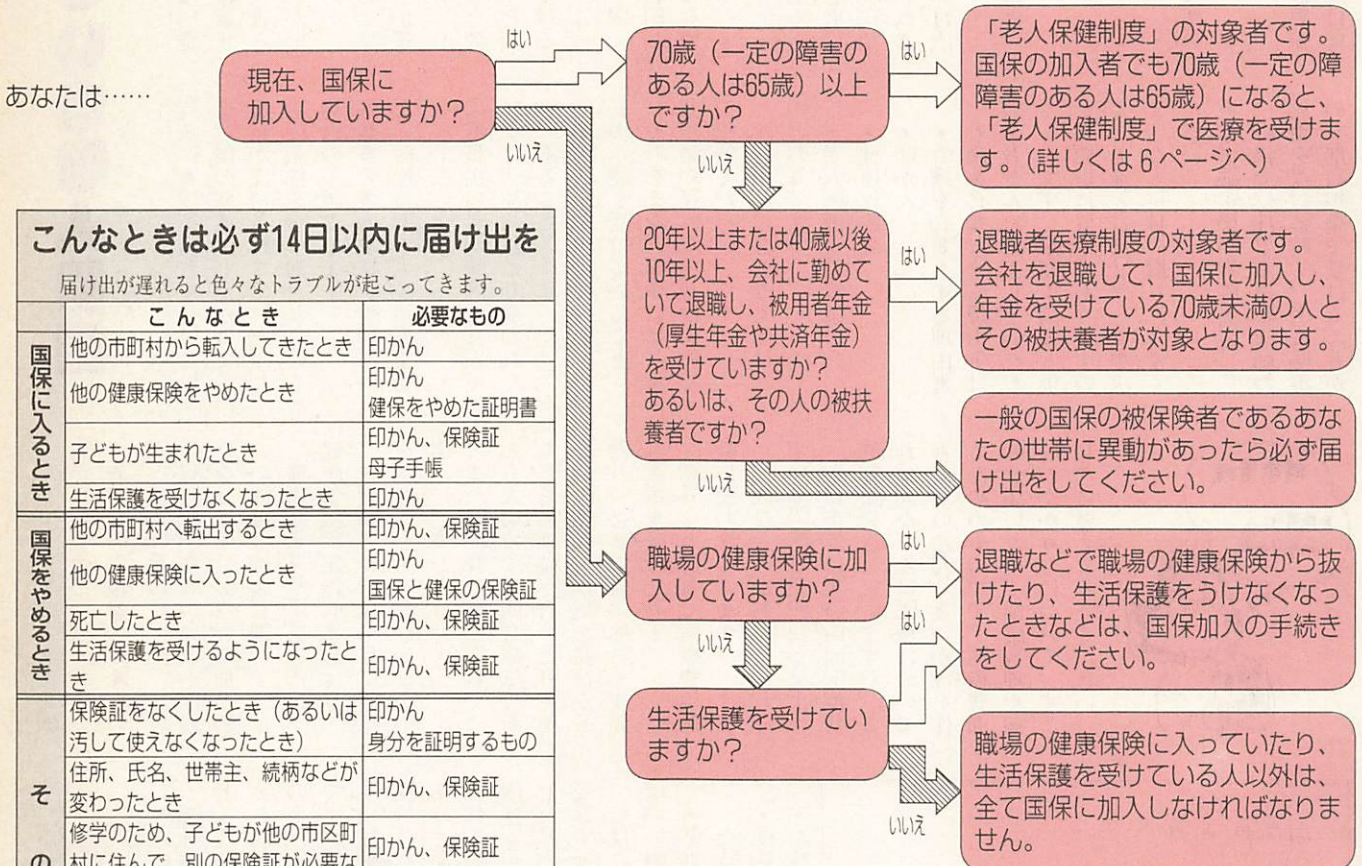 あなたは……
現在、国保に
加入していますか？
はい
いいえ
70歳（一定の障害の
ある人は65歳）以上
ですか？
はい
いいえ
「老人保健制度」の対象者です。
国保の加入者でも70歳（一定の障
障害のある人は65歳）になると、
「老人保健制度」で医療を受けま
す。（詳しくは６ページへ）
20年以上または40歳以後
10年以上、会社に勤めて
いて退職し、被用者年金
（厚生年金や共済年金）
を受けていますか？
あるいは、その人の被扶
養者ですか？
はい
いいえ
退職者医療制度の対象者です。
会社を退職して、国保に加入し、
年金を受けている70歳未満の人と
その被扶養者が対象となります。
一般の国保の被保険者であるあな
たの世帯に異動があったら必ず届
け出をしてください。
職場の健康保険に加
入していますか？
はい
いいえ
退職などで職場の健康保険から抜
けたり、生活保護をうけなくなっ
たときなどは、国保加入の手続き
をしてください。
生活保護を受けてい
ますか？
はい
いいえ
職場の健康保険に入っていたり、
生活保護を受けている人以外は、
全て国保に加入しなければなりま
せん。
こんなときは必ず14日以内に届け出を
届け出が遅れると色々なトラブルが起こってきます。
こんなとき 必要なもの
国保に入るとき
他の市町村から転入してきたとき 印かん
他の健康保険をやめたとき 印かん
健保をやめた証明書
子どもが生まれたとき 印かん、保険証
母子手帳
生活保護を受けなくなったとき 印かん
国保をやめるとき
他の市町村へ転出するとき 印かん、保険証
他の健康保険に入ったとき 印かん
国保と健保の保険証
死亡したとき 印かん、保険証
生活保護を受けるようになったと
き 印かん、保険証
その
保険証をなくしたとき（あるいは 印かん
汚して使えなくなったとき） 身分を証明するもの
住所、氏名、世帯主、続柄などが
変わったとき 印かん、保険証
修学のため、子どもが他の市区町
村に住んで、別の保険証が必要な 印かん、保険証